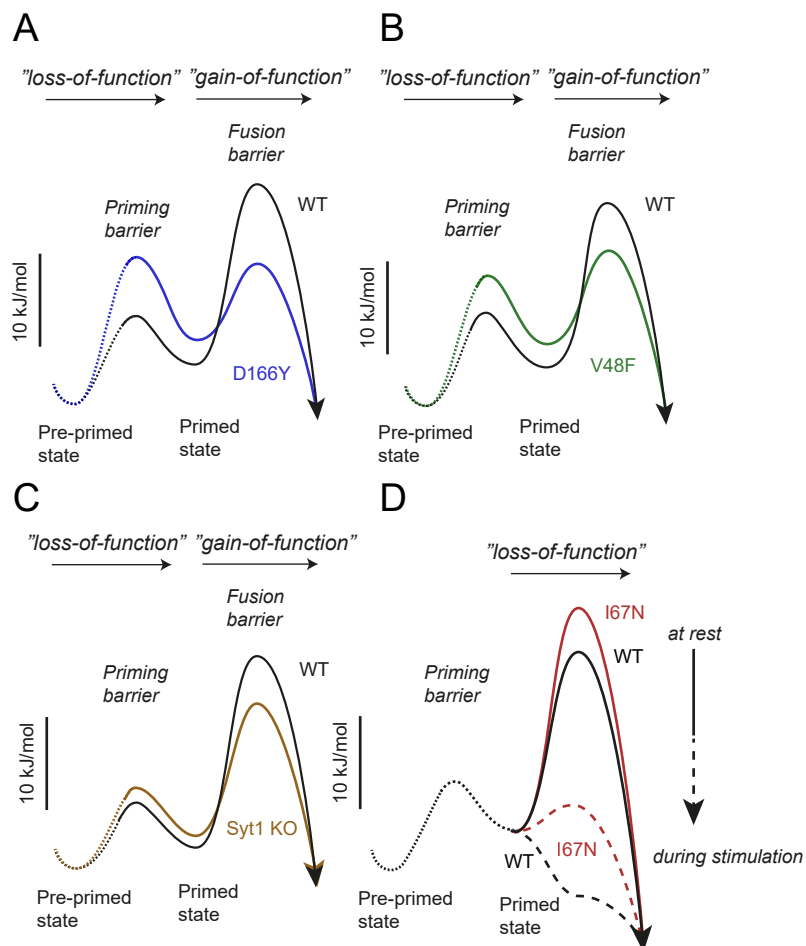 A
"loss-of-function"
"gain-of-function"
Fusion
barrier
Priming
barrier
WT
10 kJ/mol
D166Y
Pre-primed
state
Primed
state
B
"loss-of-function"
"gain-of-function"
Fusion
barrier
Priming
barrier
WT
10 kJ/mol
V48F
Pre-primed
state
Primed
state
C
"loss-of-function"
"gain-of-function"
Fusion
barrier
Priming
barrier
WT
10 kJ/mol
Syt1 KO
Pre-primed
state
Primed
state
D
"loss-of-function"
I67N
WT
at rest
Priming
barrier
10 kJ/mol
WT
I67N
during stimulation
Pre-primed
state
Primed
state